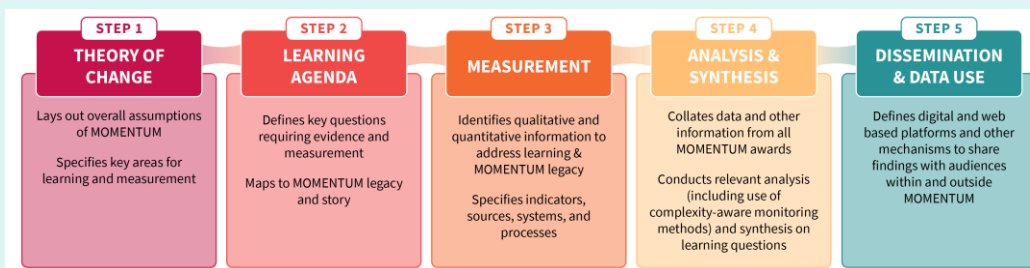 STEP 1
THEORY OF
CHANGE
Lays out overall assumptions
of MOMENTUM
Specifies key areas for
learning and measurement
STEP 2
LEARNING
AGENDA
Defines key questions
requiring evidence and
measurement
Maps to MOMENTUM legacy
and story
STEP 3
MEASUREMENT
Identifies qualitative and
quantitative information to
address learning &
MOMENTUM legacy
Specifies indicators,
sources, systems, and
processes
STEP 4
ANALYSIS &
SYNTHESIS
Collates data and other
information from all
MOMENTUM awards
Conducts relevant analysis
(including use of
complexity-aware monitoring
methods) and synthesis on
learning questions
STEP 5
DISSEMINATION
& DATA USE
Defines digital and web
based platforms and other
mechanisms to share
findings with audiences
within and outside
MOMENTUM